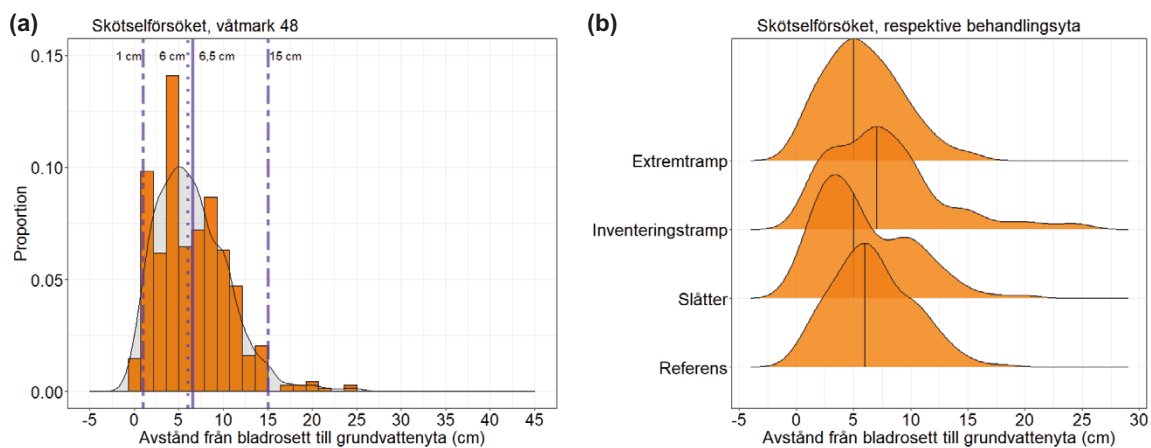 (a)
Skötselförsöket, våtmark 48
1 cm
6 cm
6,5 cm
15 cm
0.15
0.10
0.05
0.00
Proportion
-5 0 5 10 15 20 25 30 35 40 45
Avstånd från bladrosett till grundvattenyta (cm)
(b)
Skötselförsöket, respektive behandlingsyta
Extremtramp
Inventeringstramp
Slåtter
Referens
-5 0 5 10 15 20 25 30
Avstånd från bladrosett till grundvattenyta (cm)